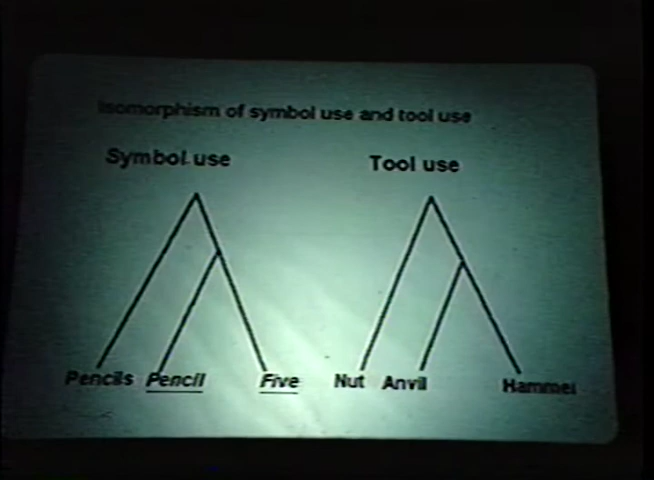 Isomorphism of symbol use and tool use
Symbol use
Tool use
Pencils Pencil Five Nut Anvil Hammer